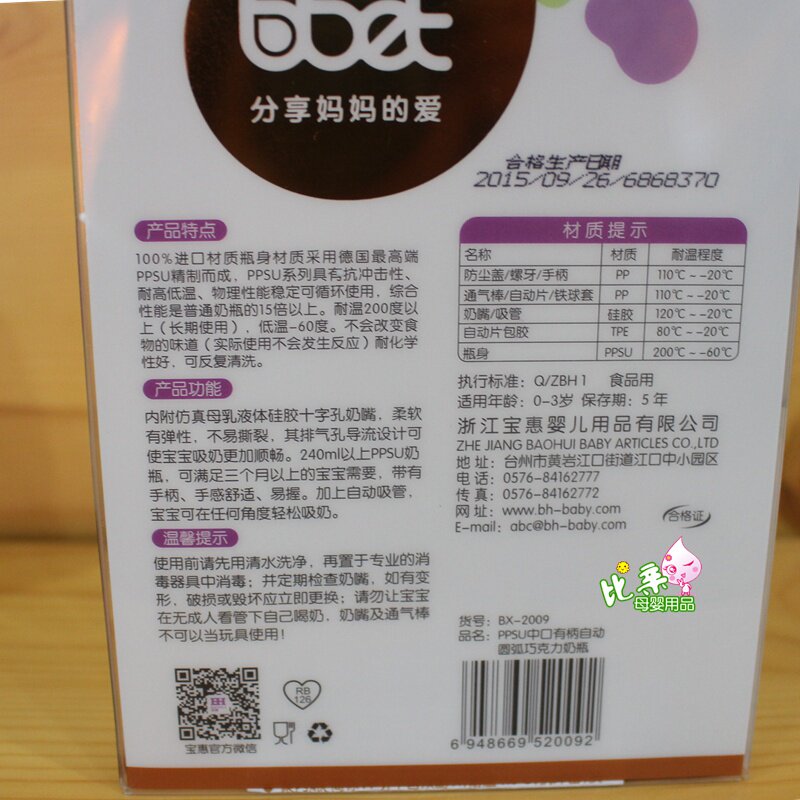 bbet
分享妈妈的爱
合格生产日期
2015/09/26/6868370
产品特点
100%进口材质瓶身材质采用德国最高端
PPSU精制而成，PPSU系列具有抗冲击性、
耐高低温、物理性能稳定可循环使用，综合
性能是普通奶瓶的15倍以上。耐温200度以
上（长期使用），低温-60度。不会改变食
物的味道（实际使用不会发生反应）耐化学
性好，可反复清洗。
产品功能
内附仿真母乳液体硅胶十字孔奶嘴，柔软
有弹性、不易撕裂，其排气孔导流设计可
使宝宝吸奶更加顺畅。240ml以上PPSU奶
瓶，可满足三个月以上的宝宝需要，带有
手柄、手感舒适、易握。加上自动吸管，
宝宝可在任何角度轻松吸奶。
温馨提示
使用前请先用清水洗净，再置于专业的消
毒器具中消毒；并定期检查奶嘴，如有变
形，破损或毁坏应立即更换；请勿让宝宝
在无成人看管下自己喝奶，奶嘴及通气棒
不可以当玩具使用！
宝惠官方微信
RB
126
材质提示
名称 材质 耐温程度
防尘盖/螺牙/手柄 PP 110℃~-20℃
通气棒/自动片/铁球套 PP 110℃~-20℃
奶嘴/吸管 硅胶 120℃~-20℃
自动片包胶 TPE 80℃~-20℃
瓶身 PPSU 200℃~-60℃
执行标准：Q/ZBH 1 食品用
适用年龄：0-3岁 保存期：5 年
浙江宝惠婴儿用品有限公司
ZHE JIANG BAOHUI BABY ARTICLES CO.,LTD
地 址：台州市黄岩江口街道江口中小园区
电 话：0576-84162777
传 真：0576-84162772
网 址：www.bh-baby.com
E-mail：abc@bh-baby.com
合格证
比柔
母婴用品
货号：BX-2009
品名：PPSU中口有柄自动
圆弧巧克力奶瓶
6 948669 520092